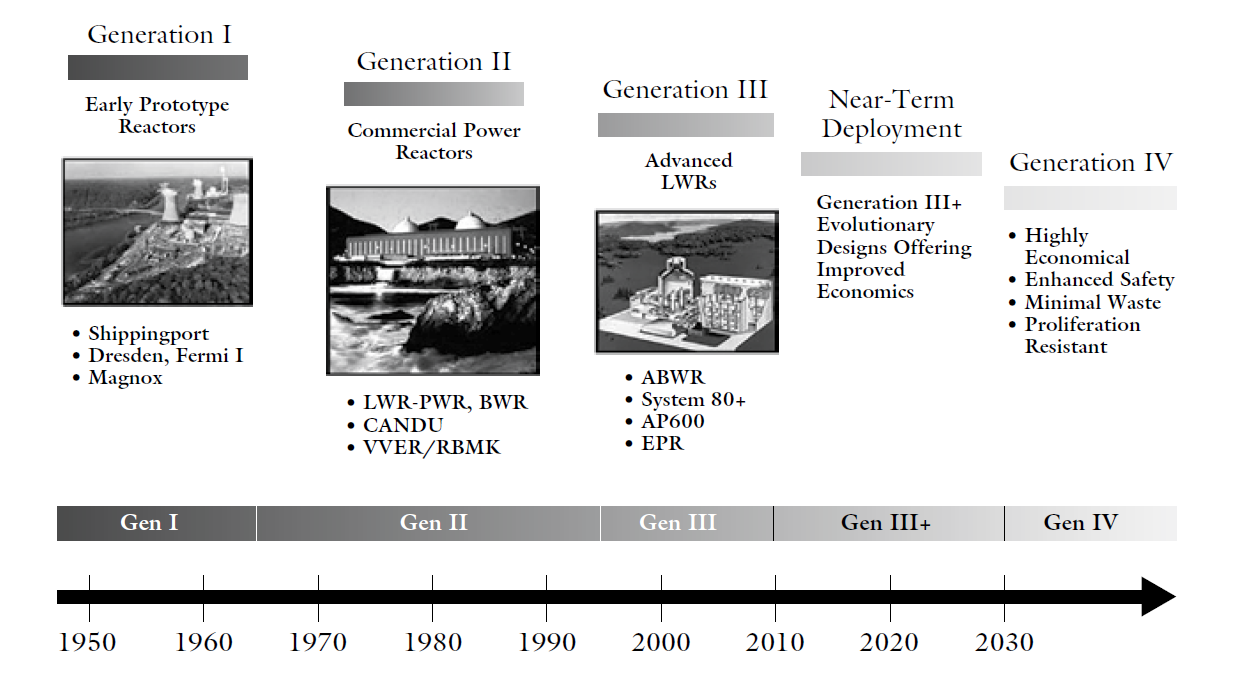 Generation I
Early Prototype
Reactors
• Shippingport
• Dresden, Fermi I
• Magnox
Generation II
Commercial Power
Reactors
• LWR-PWR, BWR
• CANDU
• VVER/RBMK
Generation III
Advanced
LWRs
• ABWR
• System 80+
• AP600
• EPR
Near-Term
Deployment
Generation III+
Evolutionary
Designs Offering
Improved
Economics
Generation IV
• Highly
Economical
• Enhanced Safety
• Minimal Waste
• Proliferation
Resistant
Gen I Gen II Gen III Gen III+ Gen IV
1950 1960 1970 1980 1990 2000 2010 2020 2030